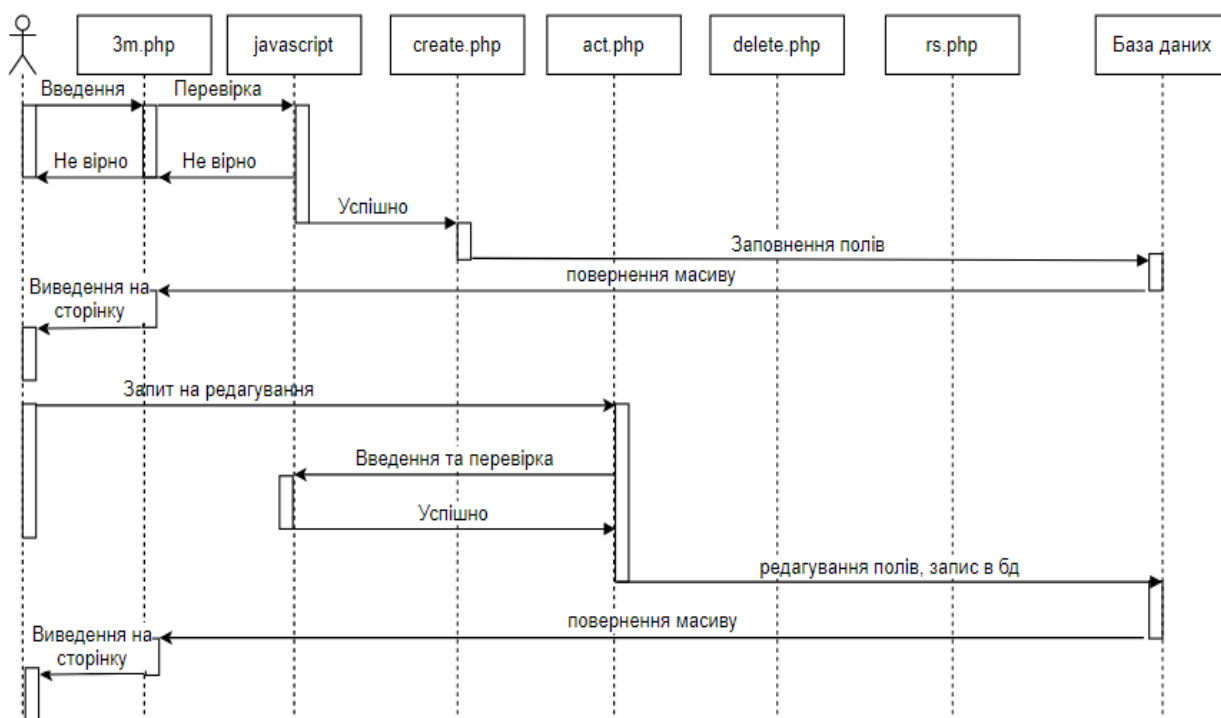 3m.php
javascript
create.php
act.php
delete.php
rs.php
База даних
Введення
Перевірка
Не вірно
Не вірно
Успішно
Заповнення полів
повернення масиву
Виведення на
сторінку
Запит на редагування
Введення та перевірка
Успішно
редагування полів, запис в бд
повернення масиву
Виведення на
сторінку